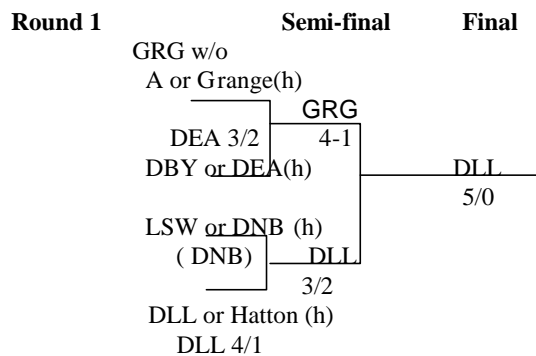 Round 1 Semi-final Final
GRG w/o
A or Grange(h)
GRG
DEA 3/2 4-1
DBY or DEA(h) DLL
5/0
LSW or DNB (h)
( DNB) DLL
3/2
DLL or Hatton (h)
DLL 4/1